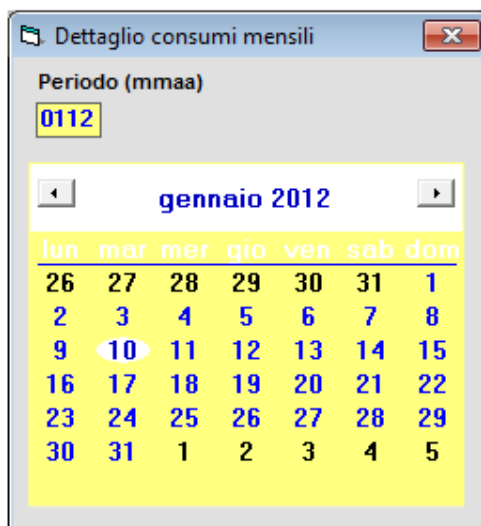 Dettaglio consumi mensili
Periodo (mmaa)
0112
gennaio 2012
lun mar mer gio ven sab dom
26 27 28 29 30 31 1
2 3 4 5 6 7 8
9 10 11 12 13 14 15
16 17 18 19 20 21 22
23 24 25 26 27 28 29
30 31 1 2 3 4 5